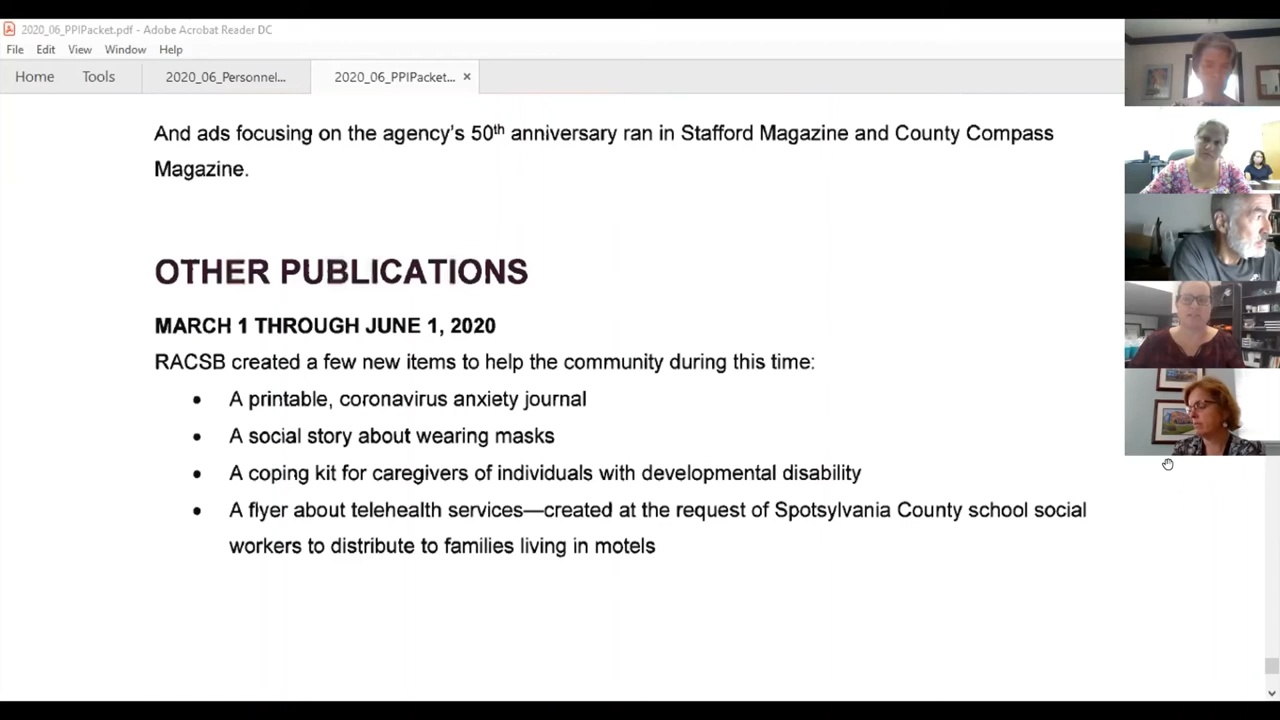 2020_06_PPIPacket.pdf - Adobe Acrobat Reader DC
File Edit View Window Help
Home Tools 2020_06_Personnel... 2020_06_PPIPacket... ×
And ads focusing on the agency's 50th anniversary ran in Stafford Magazine and County Compass
Magazine.
OTHER PUBLICATIONS
MARCH 1 THROUGH JUNE 1, 2020
RACSB created a few new items to help the community during this time:
• A printable, coronavirus anxiety journal
• A social story about wearing masks
• A coping kit for caregivers of individuals with developmental disability
• A flyer about telehealth services—created at the request of Spotsylvania County school social
workers to distribute to families living in motels